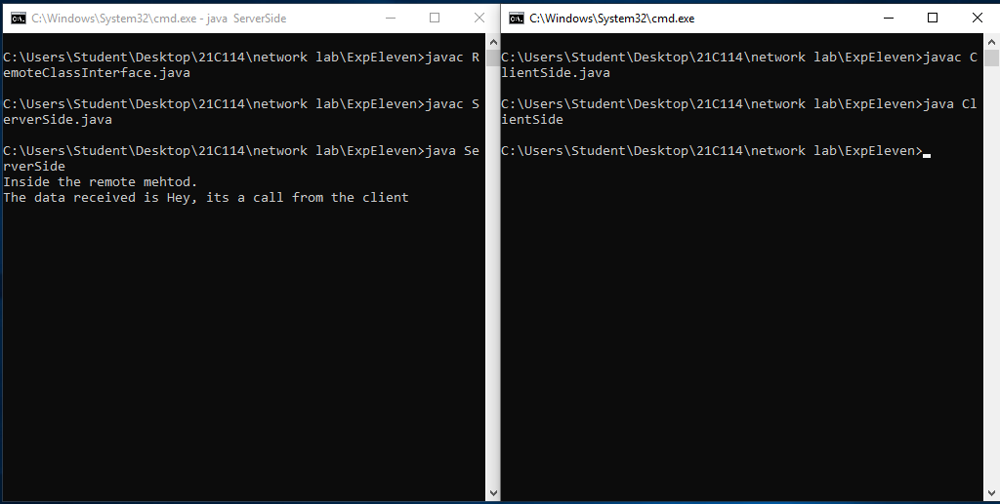 C:\Windows\System32\cmd.exe - java  ServerSide
C:\Users\Student\Desktop\21C114\network lab\ExpEleven>javac R
emoteClassInterface.java
C:\Users\Student\Desktop\21C114\network lab\ExpEleven>javac S
erverSide.java
C:\Users\Student\Desktop\21C114\network lab\ExpEleven>java Se
rverSide
Inside the remote mehtod.
The data received is Hey, its a call from the client
C:\Windows\System32\cmd.exe
C:\Users\Student\Desktop\21C114\network lab\ExpEleven>javac C
lientSide.java
C:\Users\Student\Desktop\21C114\network lab\ExpEleven>java Cl
ientSide
C:\Users\Student\Desktop\21C114\network lab\ExpEleven>